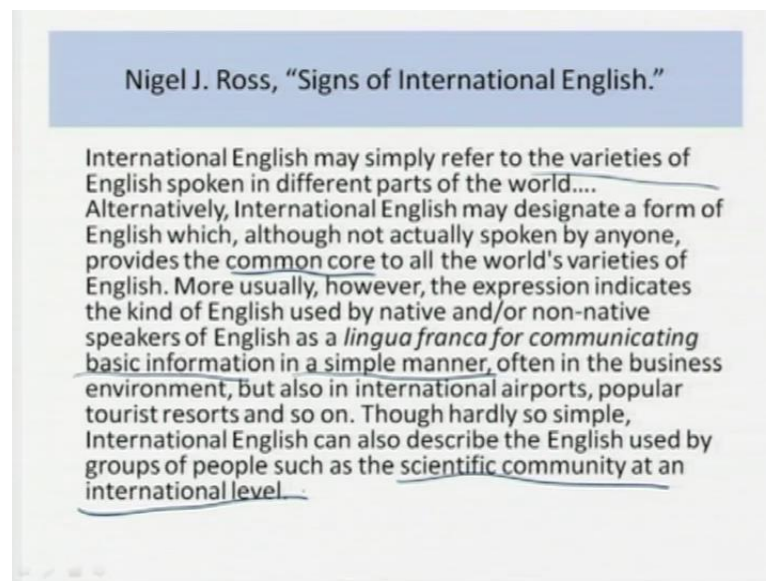 Nigel J. Ross, “Signs of International English.”
International English may simply refer to the varieties of
English spoken in different parts of the world....
Alternatively, International English may designate a form of
English which, although not actually spoken by anyone,
provides the common core to all the world's varieties of
English. More usually, however, the expression indicates
the kind of English used by native and/or non-native
speakers of English as a lingua franca for communicating
basic information in a simple manner, often in the business
environment, but also in international airports, popular
tourist resorts and so on. Though hardly so simple,
International English can also describe the English used by
groups of people such as the scientific community at an
international level.